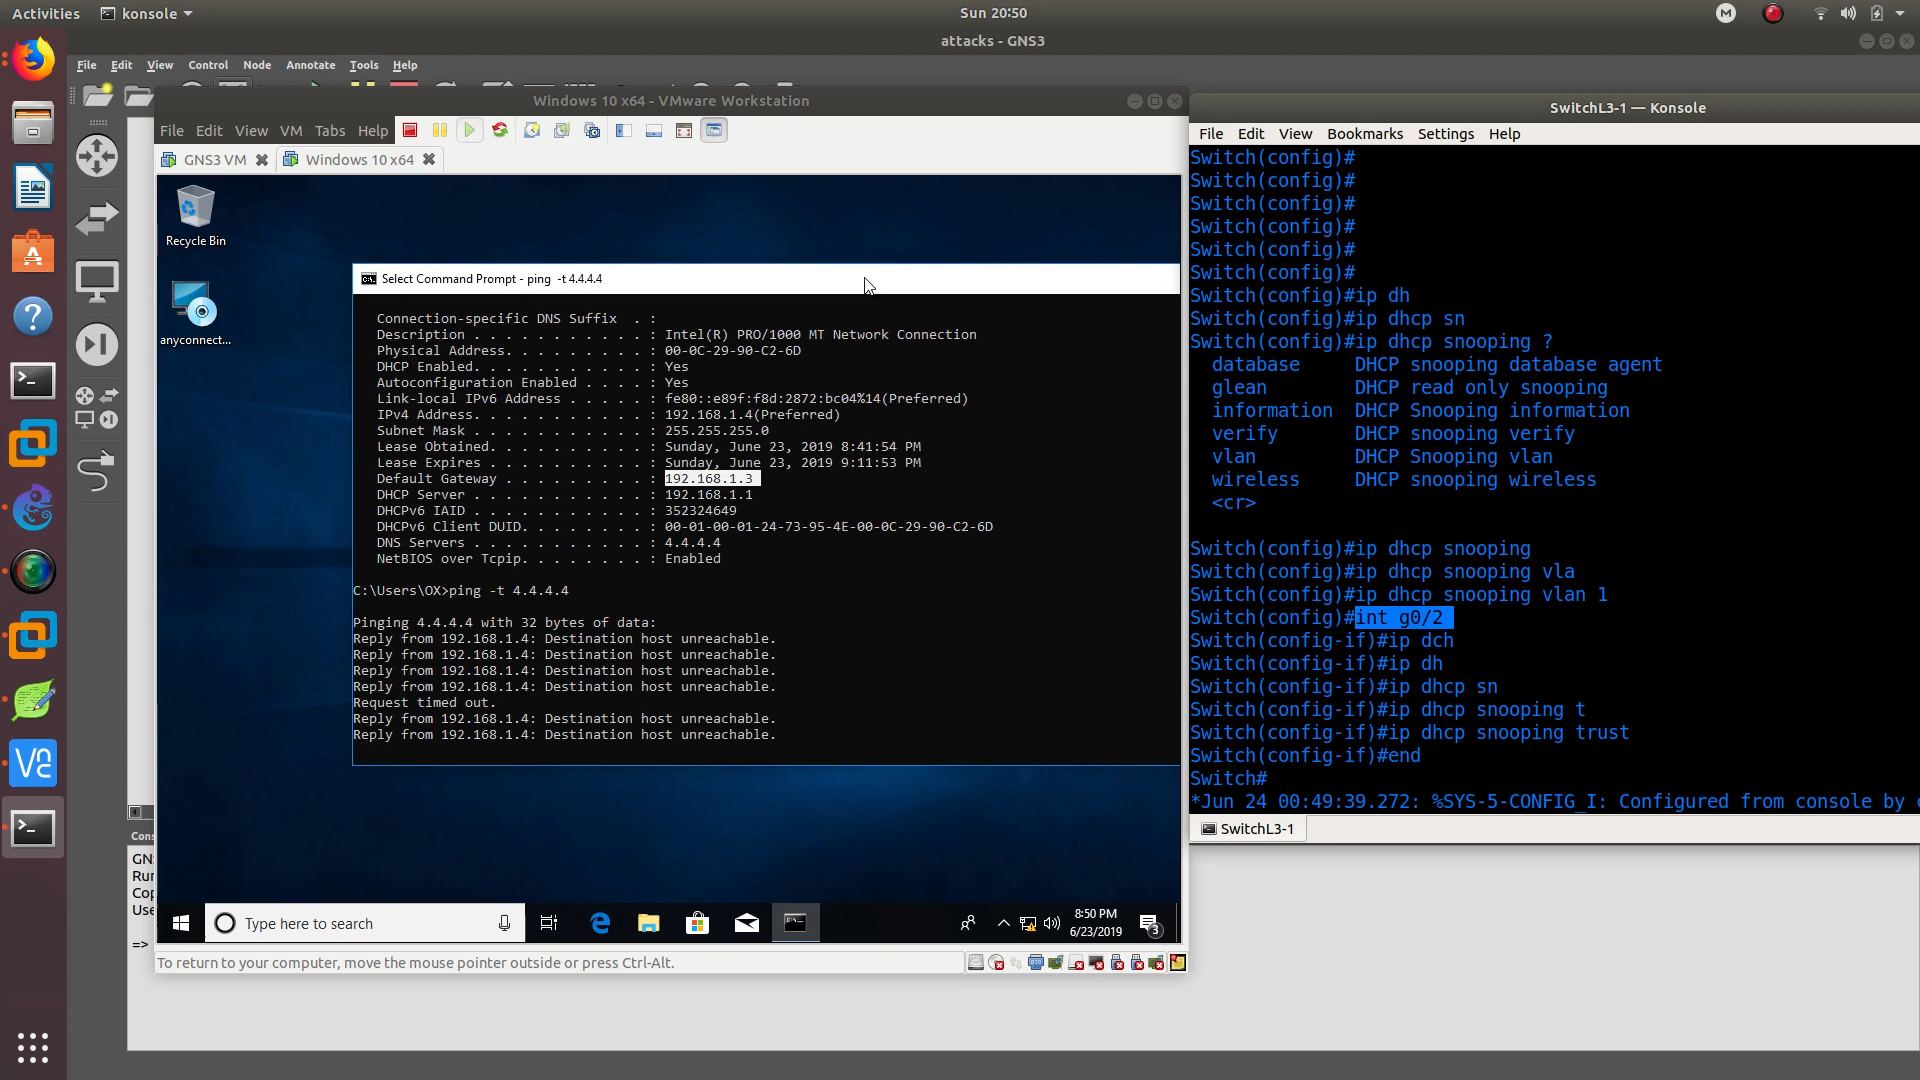 Activities
konsole
Sun 20:50
attacks - GNS3
File Edit View Control Node Annotate Tools Help
Windows 10 x64 - VMware Workstation
File Edit View VM Tabs Help
GNS3 VM
Windows 10 x64
Recycle Bin
anyconnect...
Select Command Prompt - ping  -t 4.4.4.4
Connection-specific DNS Suffix  . :
Description . . . . . . . . . . . : Intel(R) PRO/1000 MT Network Connection
Physical Address. . . . . . . . . : 00-0C-29-90-C2-6D
DHCP Enabled. . . . . . . . . . . : Yes
Autoconfiguration Enabled . . . . : Yes
Link-local IPv6 Address . . . . . : fe80::e89f:f8d:2872:bc04%14(Preferred)
IPv4 Address. . . . . . . . . . . : 192.168.1.4(Preferred)
Subnet Mask . . . . . . . . . . . : 255.255.255.0
Lease Obtained. . . . . . . . . . : Sunday, June 23, 2019 8:41:54 PM
Lease Expires . . . . . . . . . . : Sunday, June 23, 2019 9:11:53 PM
Default Gateway . . . . . . . . . : 192.168.1.3
DHCP Server . . . . . . . . . . . : 192.168.1.1
DHCPv6 IAID . . . . . . . . . . . : 352324649
DHCPv6 Client DUID. . . . . . . . : 00-01-00-01-24-73-95-4E-00-0C-29-90-C2-6D
DNS Servers . . . . . . . . . . . : 4.4.4.4
NetBIOS over Tcpip. . . . . . . . : Enabled
C:\Users\OX>ping -t 4.4.4.4
Pinging 4.4.4.4 with 32 bytes of data:
Reply from 192.168.1.4: Destination host unreachable.
Reply from 192.168.1.4: Destination host unreachable.
Reply from 192.168.1.4: Destination host unreachable.
Reply from 192.168.1.4: Destination host unreachable.
Request timed out.
Reply from 192.168.1.4: Destination host unreachable.
Reply from 192.168.1.4: Destination host unreachable.
Type here to search
8:50 PM
6/23/2019
3
To return to your computer, move the mouse pointer outside or press Ctrl-Alt.
Cons
GN
Run
Cop
Use
=>
SwitchL3-1 — Konsole
File Edit View Bookmarks Settings Help
Switch(config)#
Switch(config)#
Switch(config)#
Switch(config)#
Switch(config)#
Switch(config)#
Switch(config)#ip dh
Switch(config)#ip dhcp sn
Switch(config)#ip dhcp snooping ?
database     DHCP snooping database agent
glean        DHCP read only snooping
information  DHCP Snooping information
verify       DHCP snooping verify
vlan         DHCP Snooping vlan
wireless     DHCP snooping wireless
<cr>
Switch(config)#ip dhcp snooping
Switch(config)#ip dhcp snooping vla
Switch(config)#ip dhcp snooping vlan 1
Switch(config)#int g0/2
Switch(config-if)#ip dch
Switch(config-if)#ip dh
Switch(config-if)#ip dhcp sn
Switch(config-if)#ip dhcp snooping t
Switch(config-if)#ip dhcp snooping trust
Switch(config-if)#end
Switch#
*Jun 24 00:49:39.272: %SYS-5-CONFIG_I: Configured from console by
SwitchL3-1